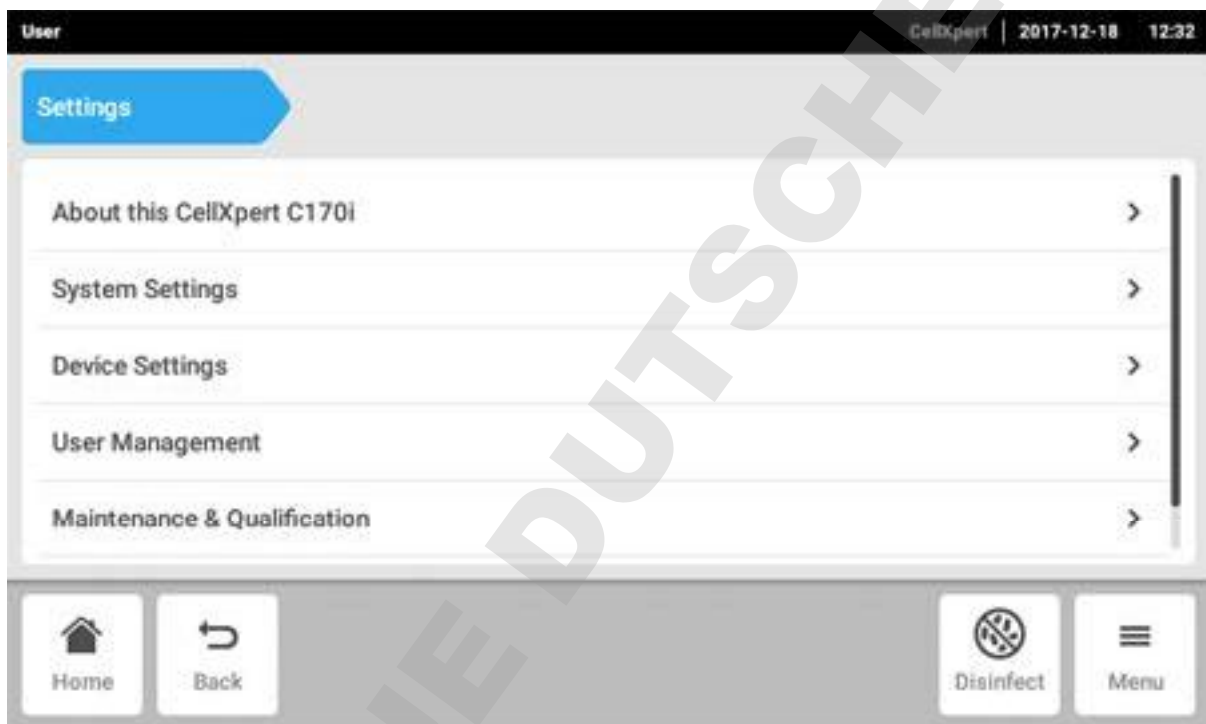 User CellXpert | 2017-12-18 12:32
Settings
About this CellXpert C170i
System Settings
Device Settings
User Management
Maintenance & Qualification
Home Back Disinfect Menu
DUTSCHE